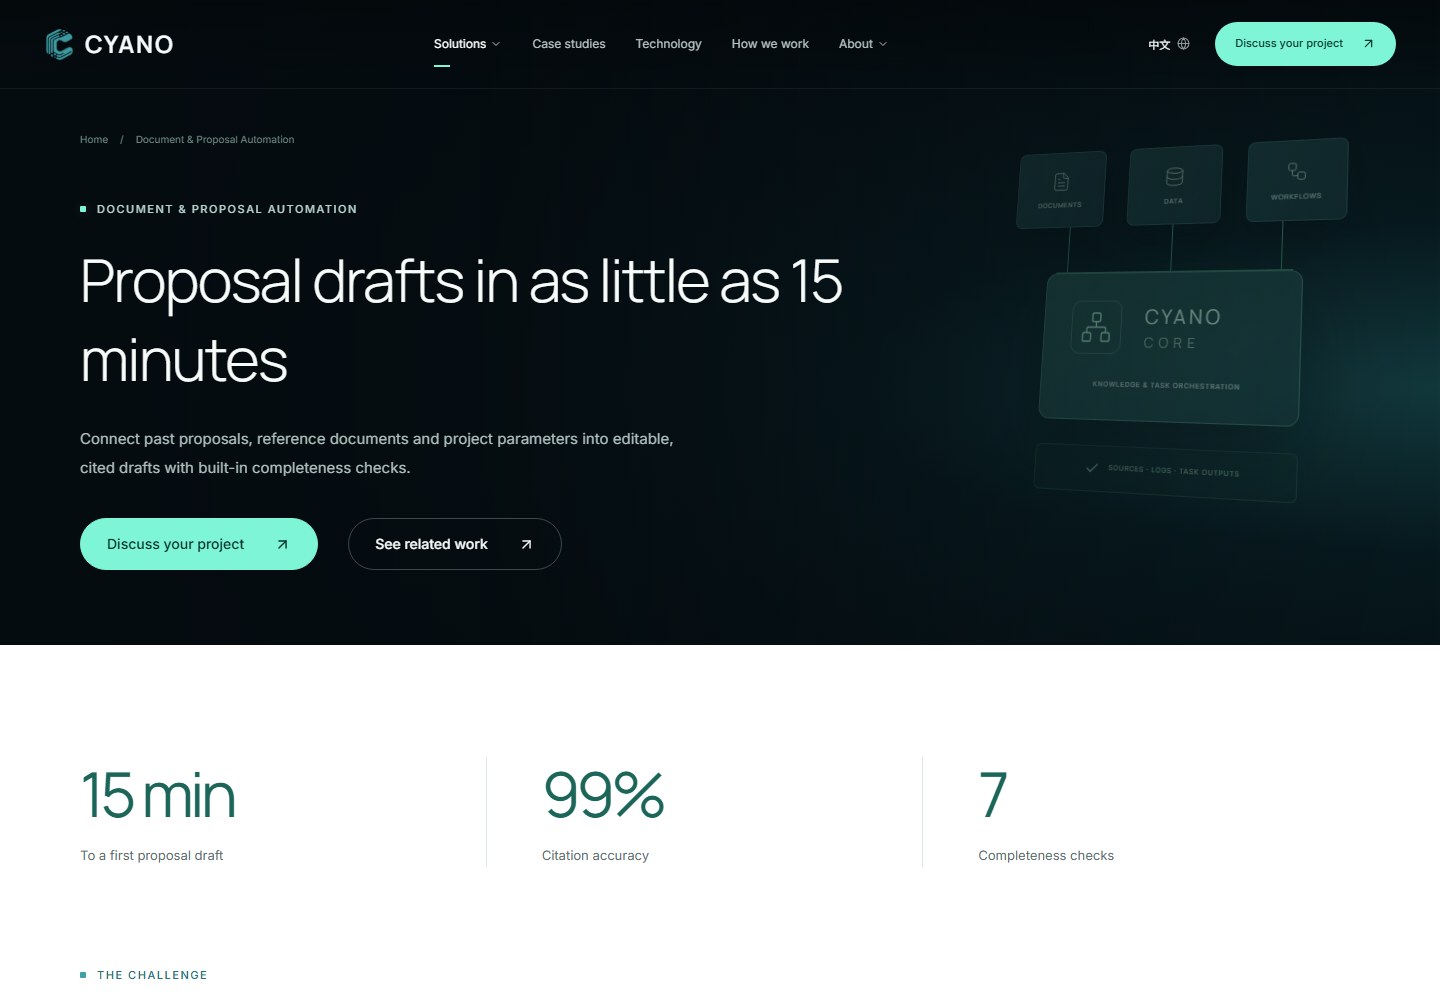 CYANO
Solutions
Case studies
Technology
How we work
About
中文
Discuss your project
Home / Document & Proposal Automation
DOCUMENT & PROPOSAL AUTOMATION
Proposal drafts in as little as 15
minutes
Connect past proposals, reference documents and project parameters into editable,
cited drafts with built-in completeness checks.
Discuss your project
See related work
DOCUMENTS
DATA
WORKFLOWS
CYANO
CORE
KNOWLEDGE & TASK ORCHESTRATION
SOURCES · LOGS · TASK OUTPUTS
15 min
To a first proposal draft
99%
Citation accuracy
7
Completeness checks
THE CHALLENGE